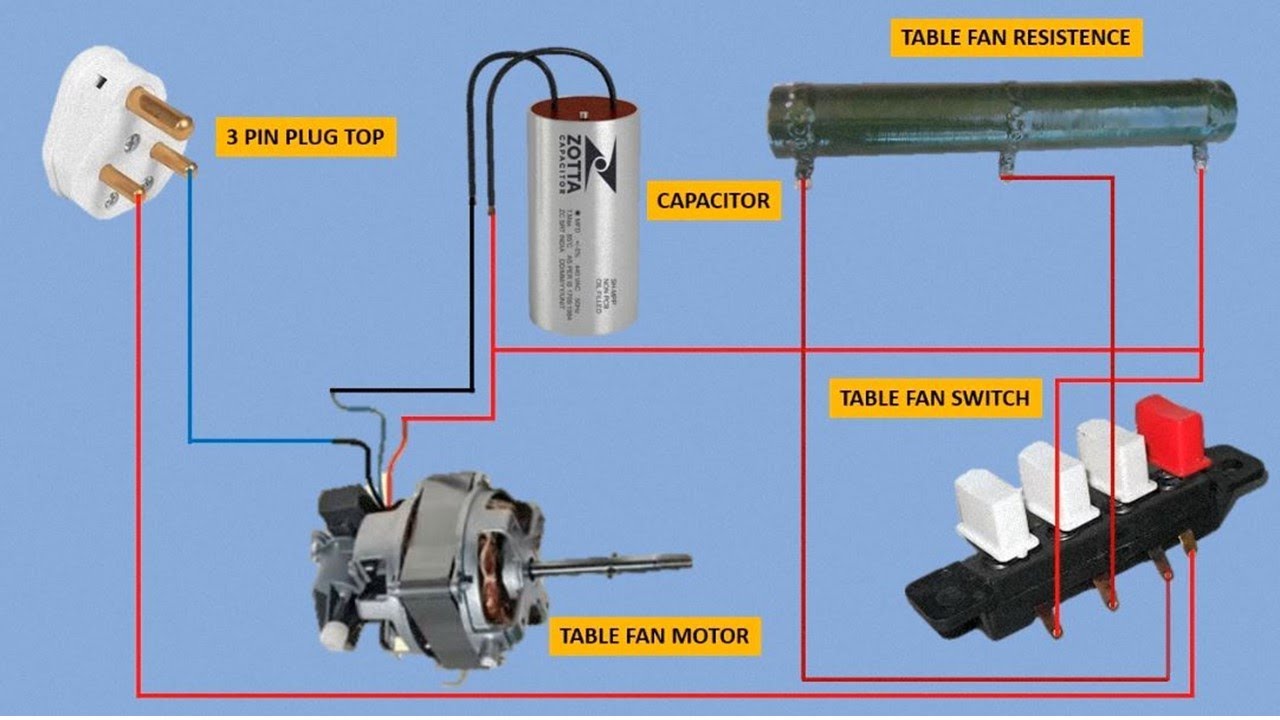 TABLE FAN RESISTENCE
3 PIN PLUG TOP
ZOTTA
CAPACITOR
CAPACITOR
TABLE FAN SWITCH
TABLE FAN MOTOR